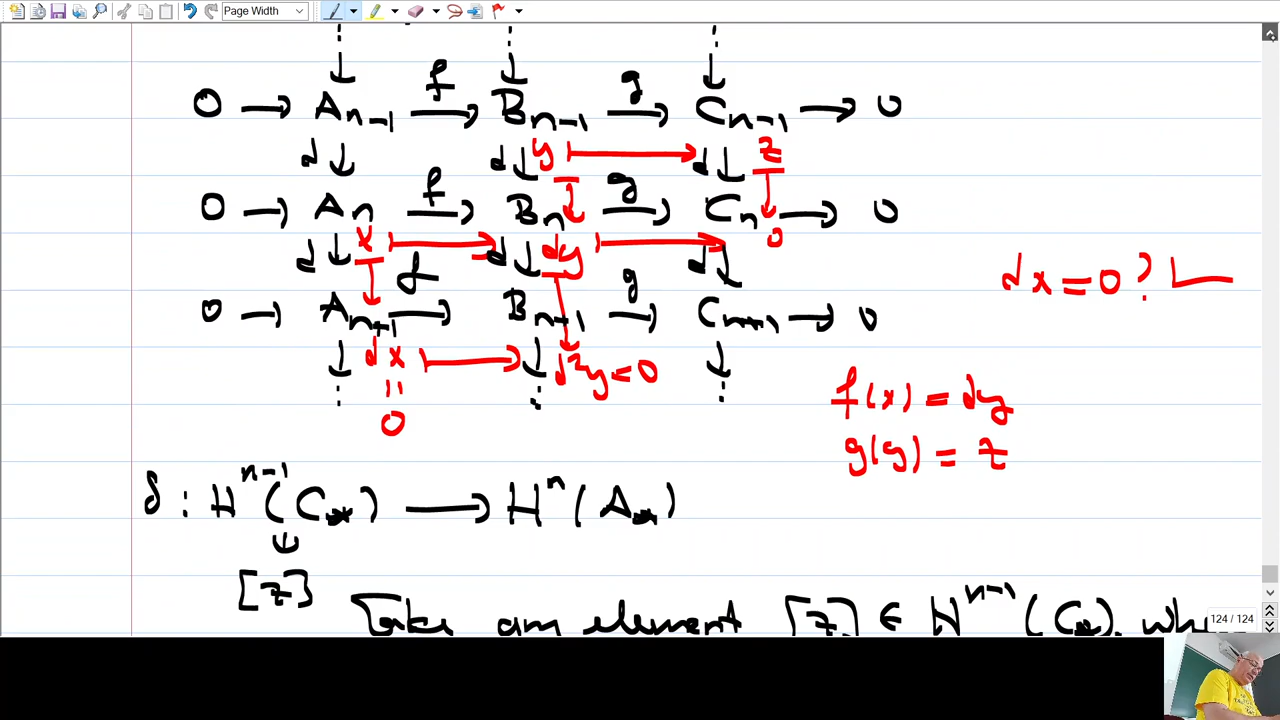 Page Width
0 → A_{n-1} →f B_{n-1} →g C_{n-1} → 0
d ↓ d ↓ y ↦ d ↓ z
0 → A_n →f B_n →g C_n → 0
d ↓ x ↦ d ↓ dy ↦ d ↓ 0
dx = 0 ?
0 → A_{n+1} →f B_{n+1} →g C_{n+1} → 0
dx ↦ d²y = 0
"
0
f(x) = dy
g(y) = z
δ : H^{n-1}(C_*) → H^n(A_*)
[z]
Take an element [z] ∈ H^{n-1}(C_*), where
124 / 124